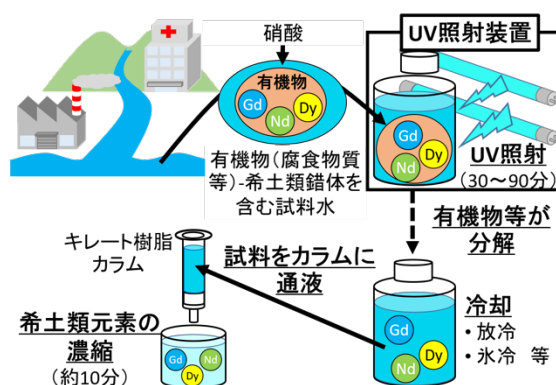 硝酸
有機物
Gd
Nd
Dy
有機物(腐食物質
等)-希土類錯体を
含む試料水
UV照射装置
Gd
Dy
Nd
UV照射
(30～90分)
有機物等が
分解
冷却
・放冷
・氷冷 等
Gd
Dy
Nd
試料をカラムに
通液
キレート樹脂
カラム
希土類元素の
濃縮
(約10分)
Gd
Nd
Dy